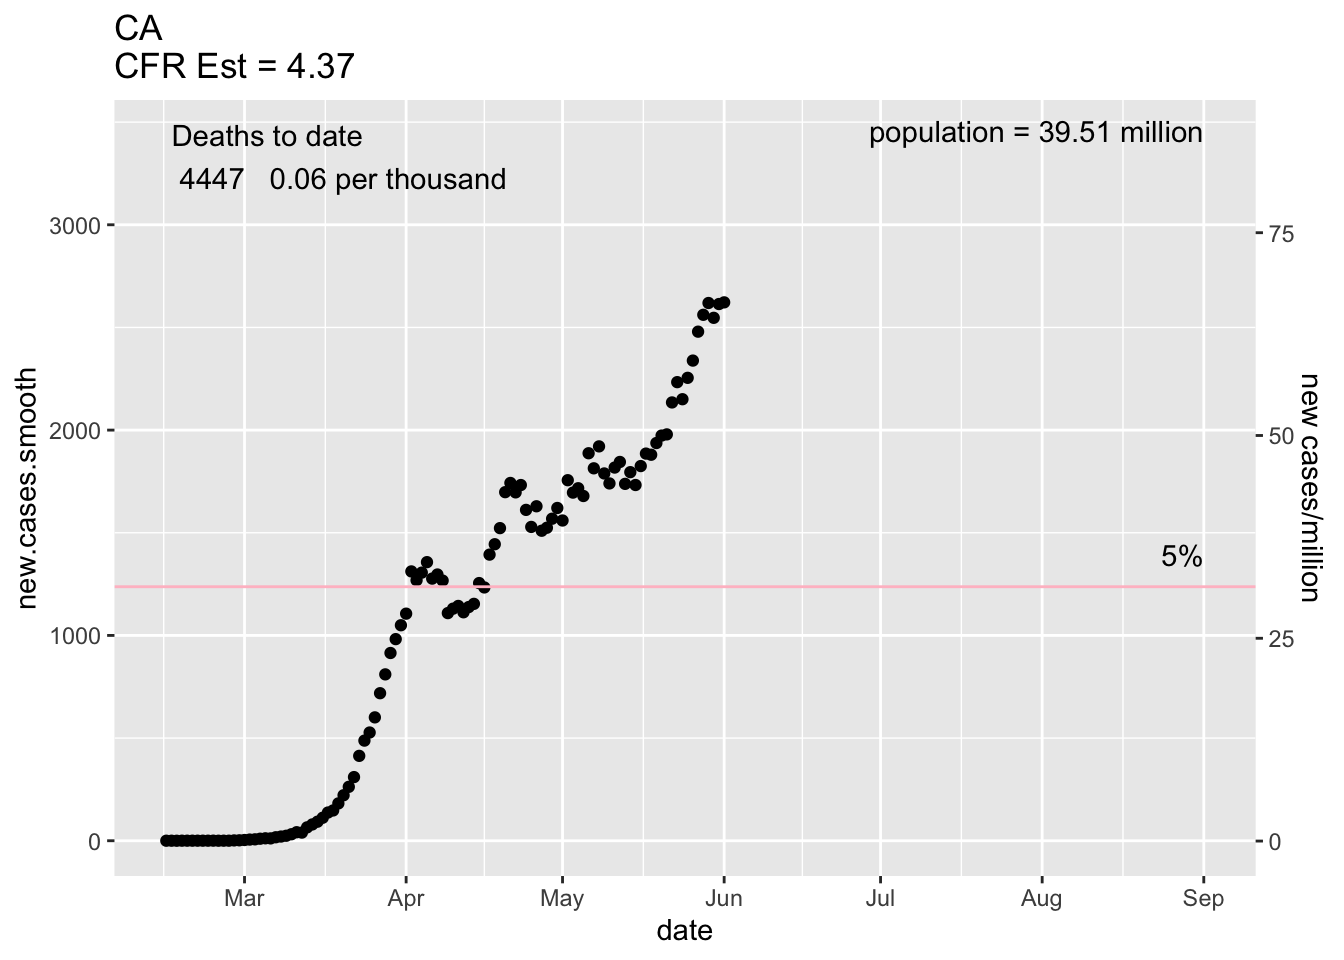 CA
CFR Est = 4.37
Deaths to date
4447 0.06 per thousand
population = 39.51 million
5%
new.cases.smooth
3000
2000
1000
0
75
50
25
0
new cases/million
Mar Apr May Jun Jul Aug Sep
date